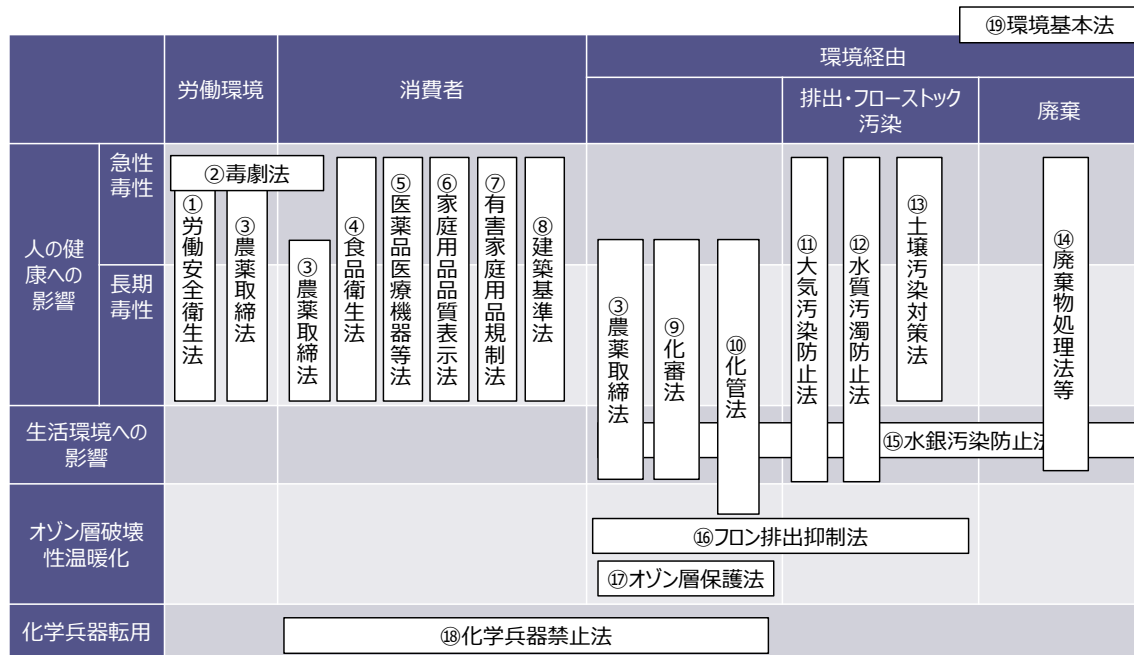 ⑲環境基本法
労働環境
消費者
環境経由
排出・フローストック
汚染
廃棄
人の健
康への
影響
急性
毒性
長期
毒性
②毒劇法
①労働安全衛生法
③農薬取締法
③農薬取締法
④食品衛生法
⑤医薬品医療機器等法
⑥家庭用品品質表示法
⑦有害家庭用品規制法
⑧建築基準法
③農薬取締法
⑨化審法
⑩化管法
⑪大気汚染防止法
⑫水質汚濁防止法
⑬土壌汚染対策法
⑭廃棄物処理法等
生活環境への
影響
⑮水銀汚染防止法
オゾン層破壊
性温暖化
⑯フロン排出抑制法
⑰オゾン層保護法
化学兵器転用
⑱化学兵器禁止法